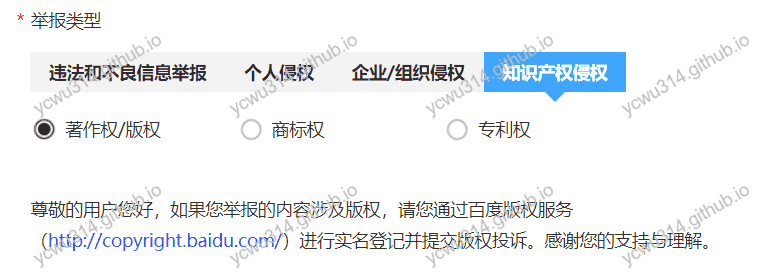 * 举报类型
违法和不良信息举报 个人侵权 企业/组织侵权 知识产权侵权
著作权/版权 商标权 专利权
尊敬的用户您好，如果您举报的内容涉及版权，请您通过百度版权服务
（http://copyright.baidu.com/）进行实名登记并提交版权投诉。感谢您的支持与理解。
ycwu314.github.io
ycwu314.github.io
ycwu314.github.io
ycwu314.github.io
ycwu314.github.io
ycwu314.github.io
ycwu314.github.io
ycwu314.github.io